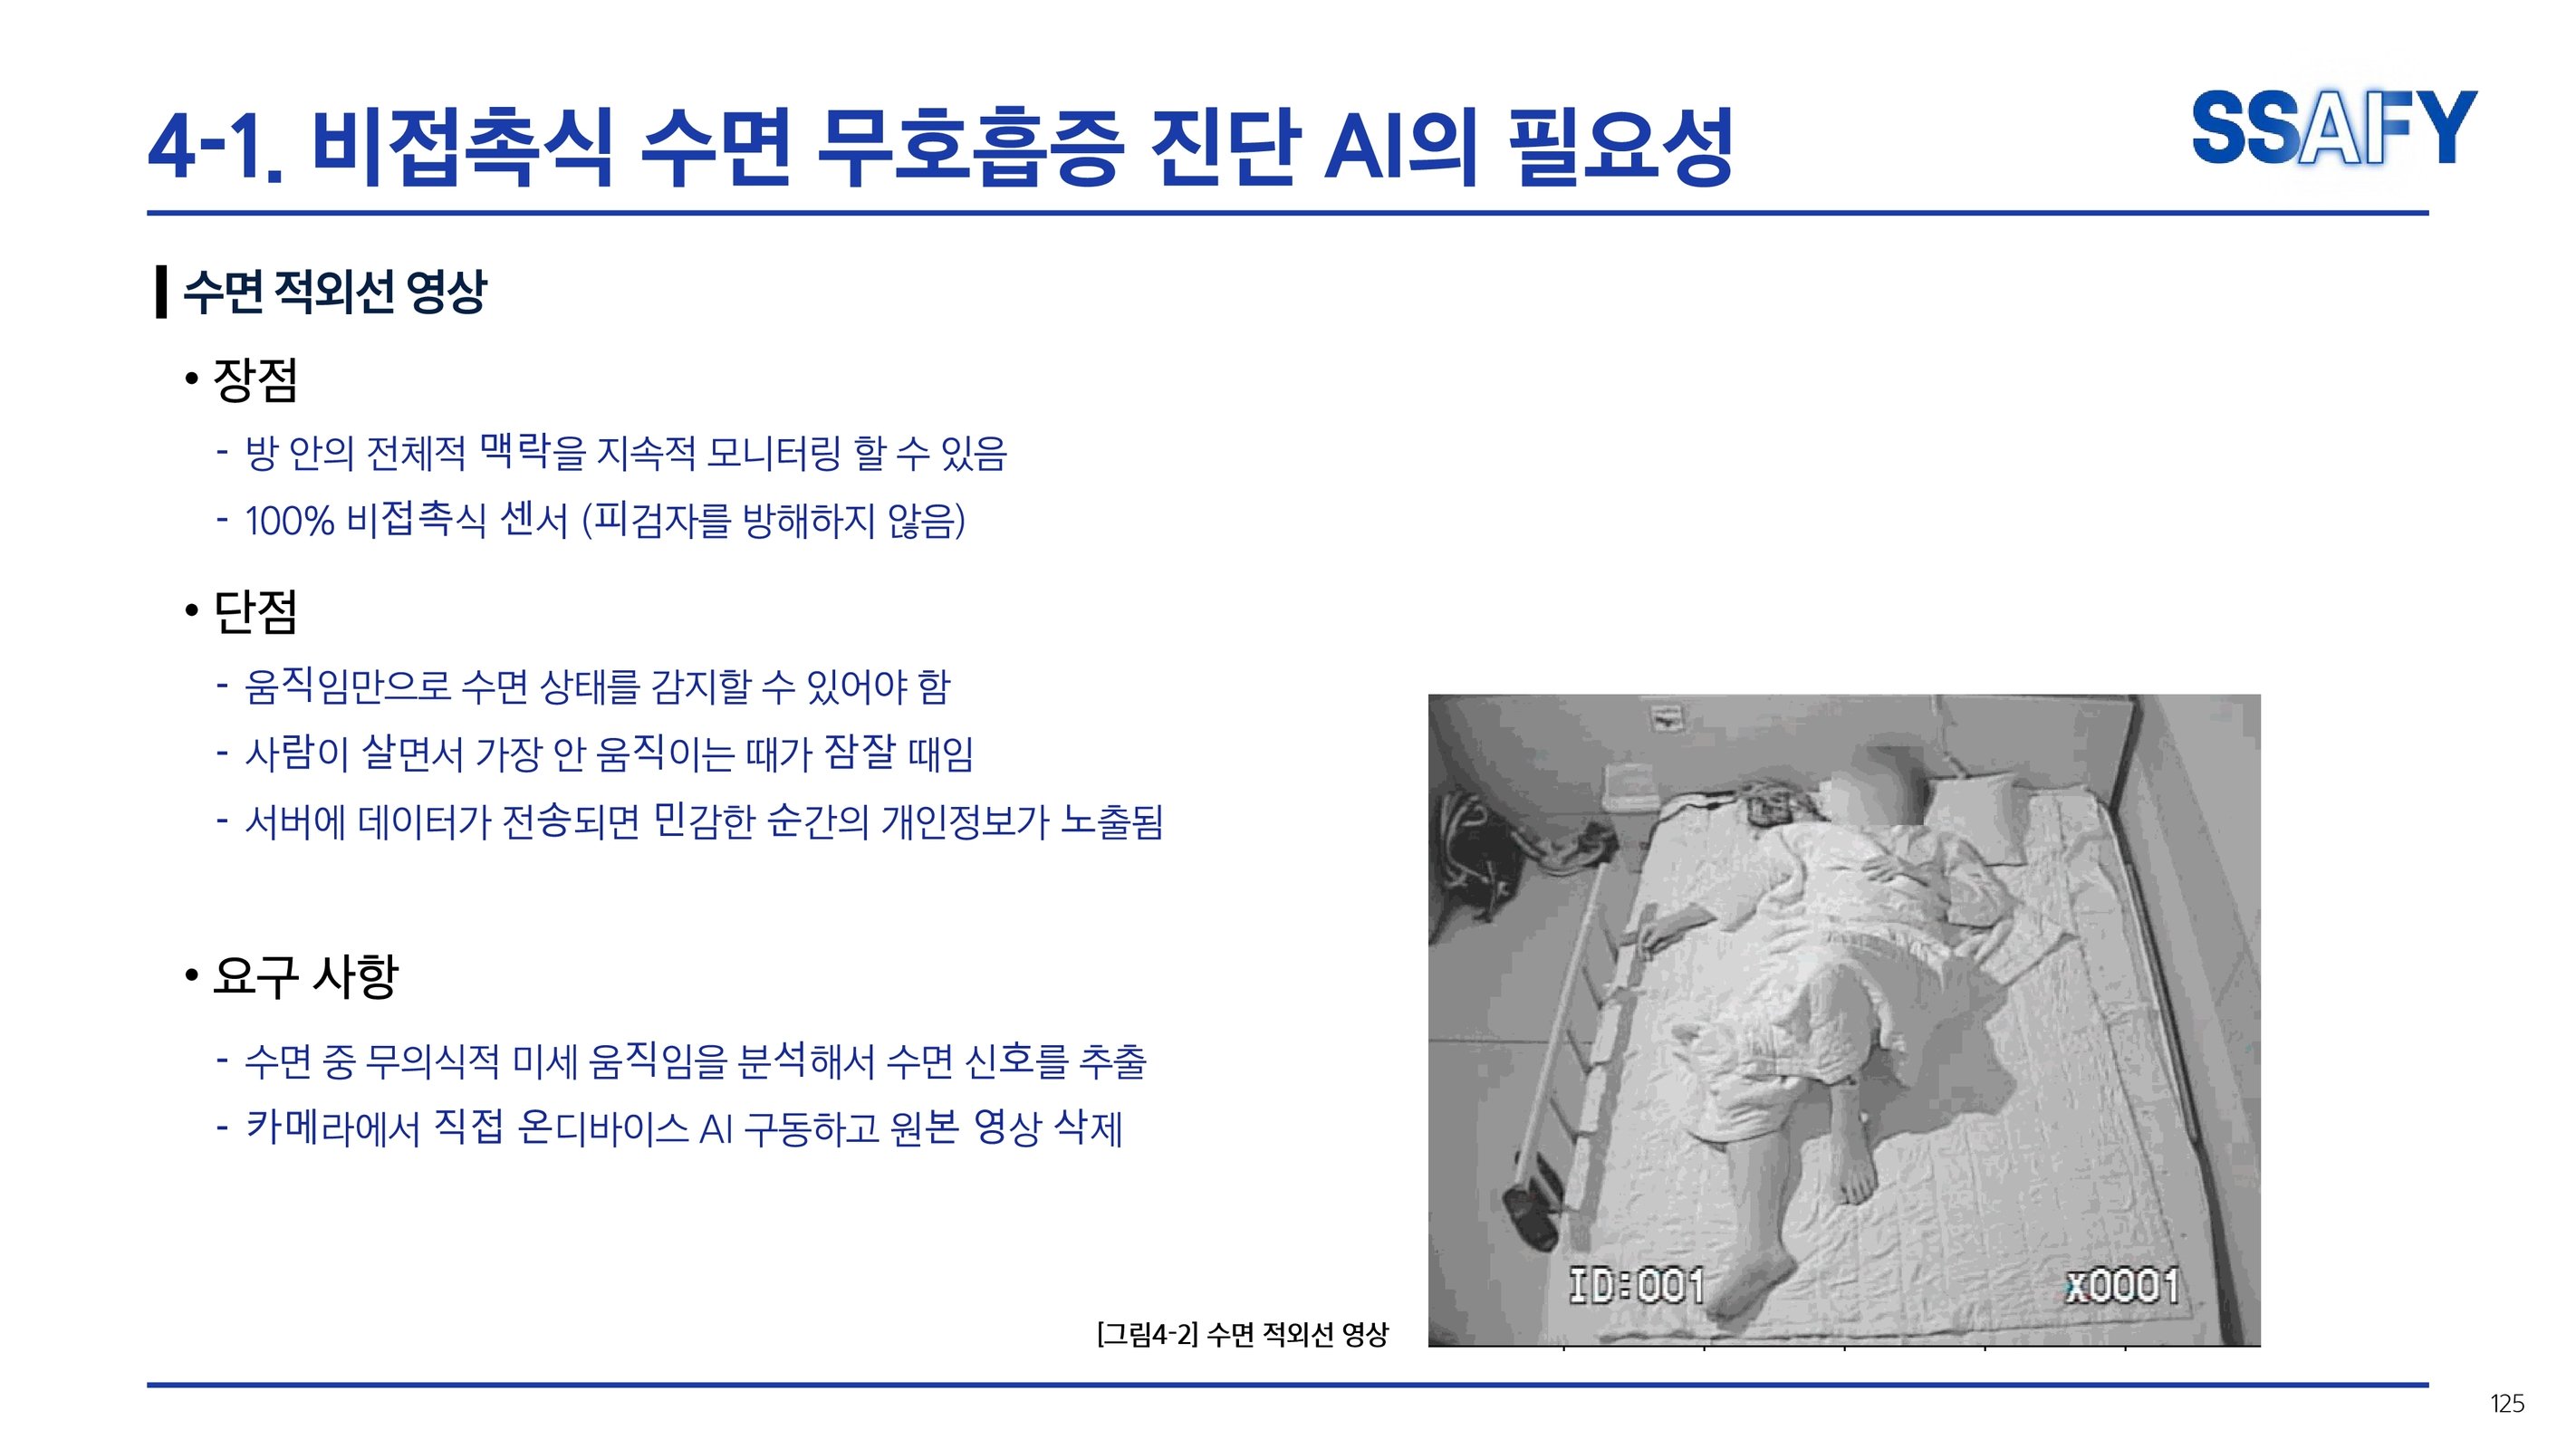 4-1. 비접촉식 수면 무호흡증 진단 AI의 필요성
SSAFY
수면 적외선 영상
• 장점
- 방 안의 전체적 맥락을 지속적 모니터링 할 수 있음
- 100% 비접촉식 센서 (피검자를 방해하지 않음)
• 단점
- 움직임만으로 수면 상태를 감지할 수 있어야 함
- 사람이 살면서 가장 안 움직이는 때가 잠잘 때임
- 서버에 데이터가 전송되면 민감한 순간의 개인정보가 노출됨
• 요구 사항
- 수면 중 무의식적 미세 움직임을 분석해서 수면 신호를 추출
- 카메라에서 직접 온디바이스 AI 구동하고 원본 영상 삭제
ID:001
x0001
[그림4-2] 수면 적외선 영상
125